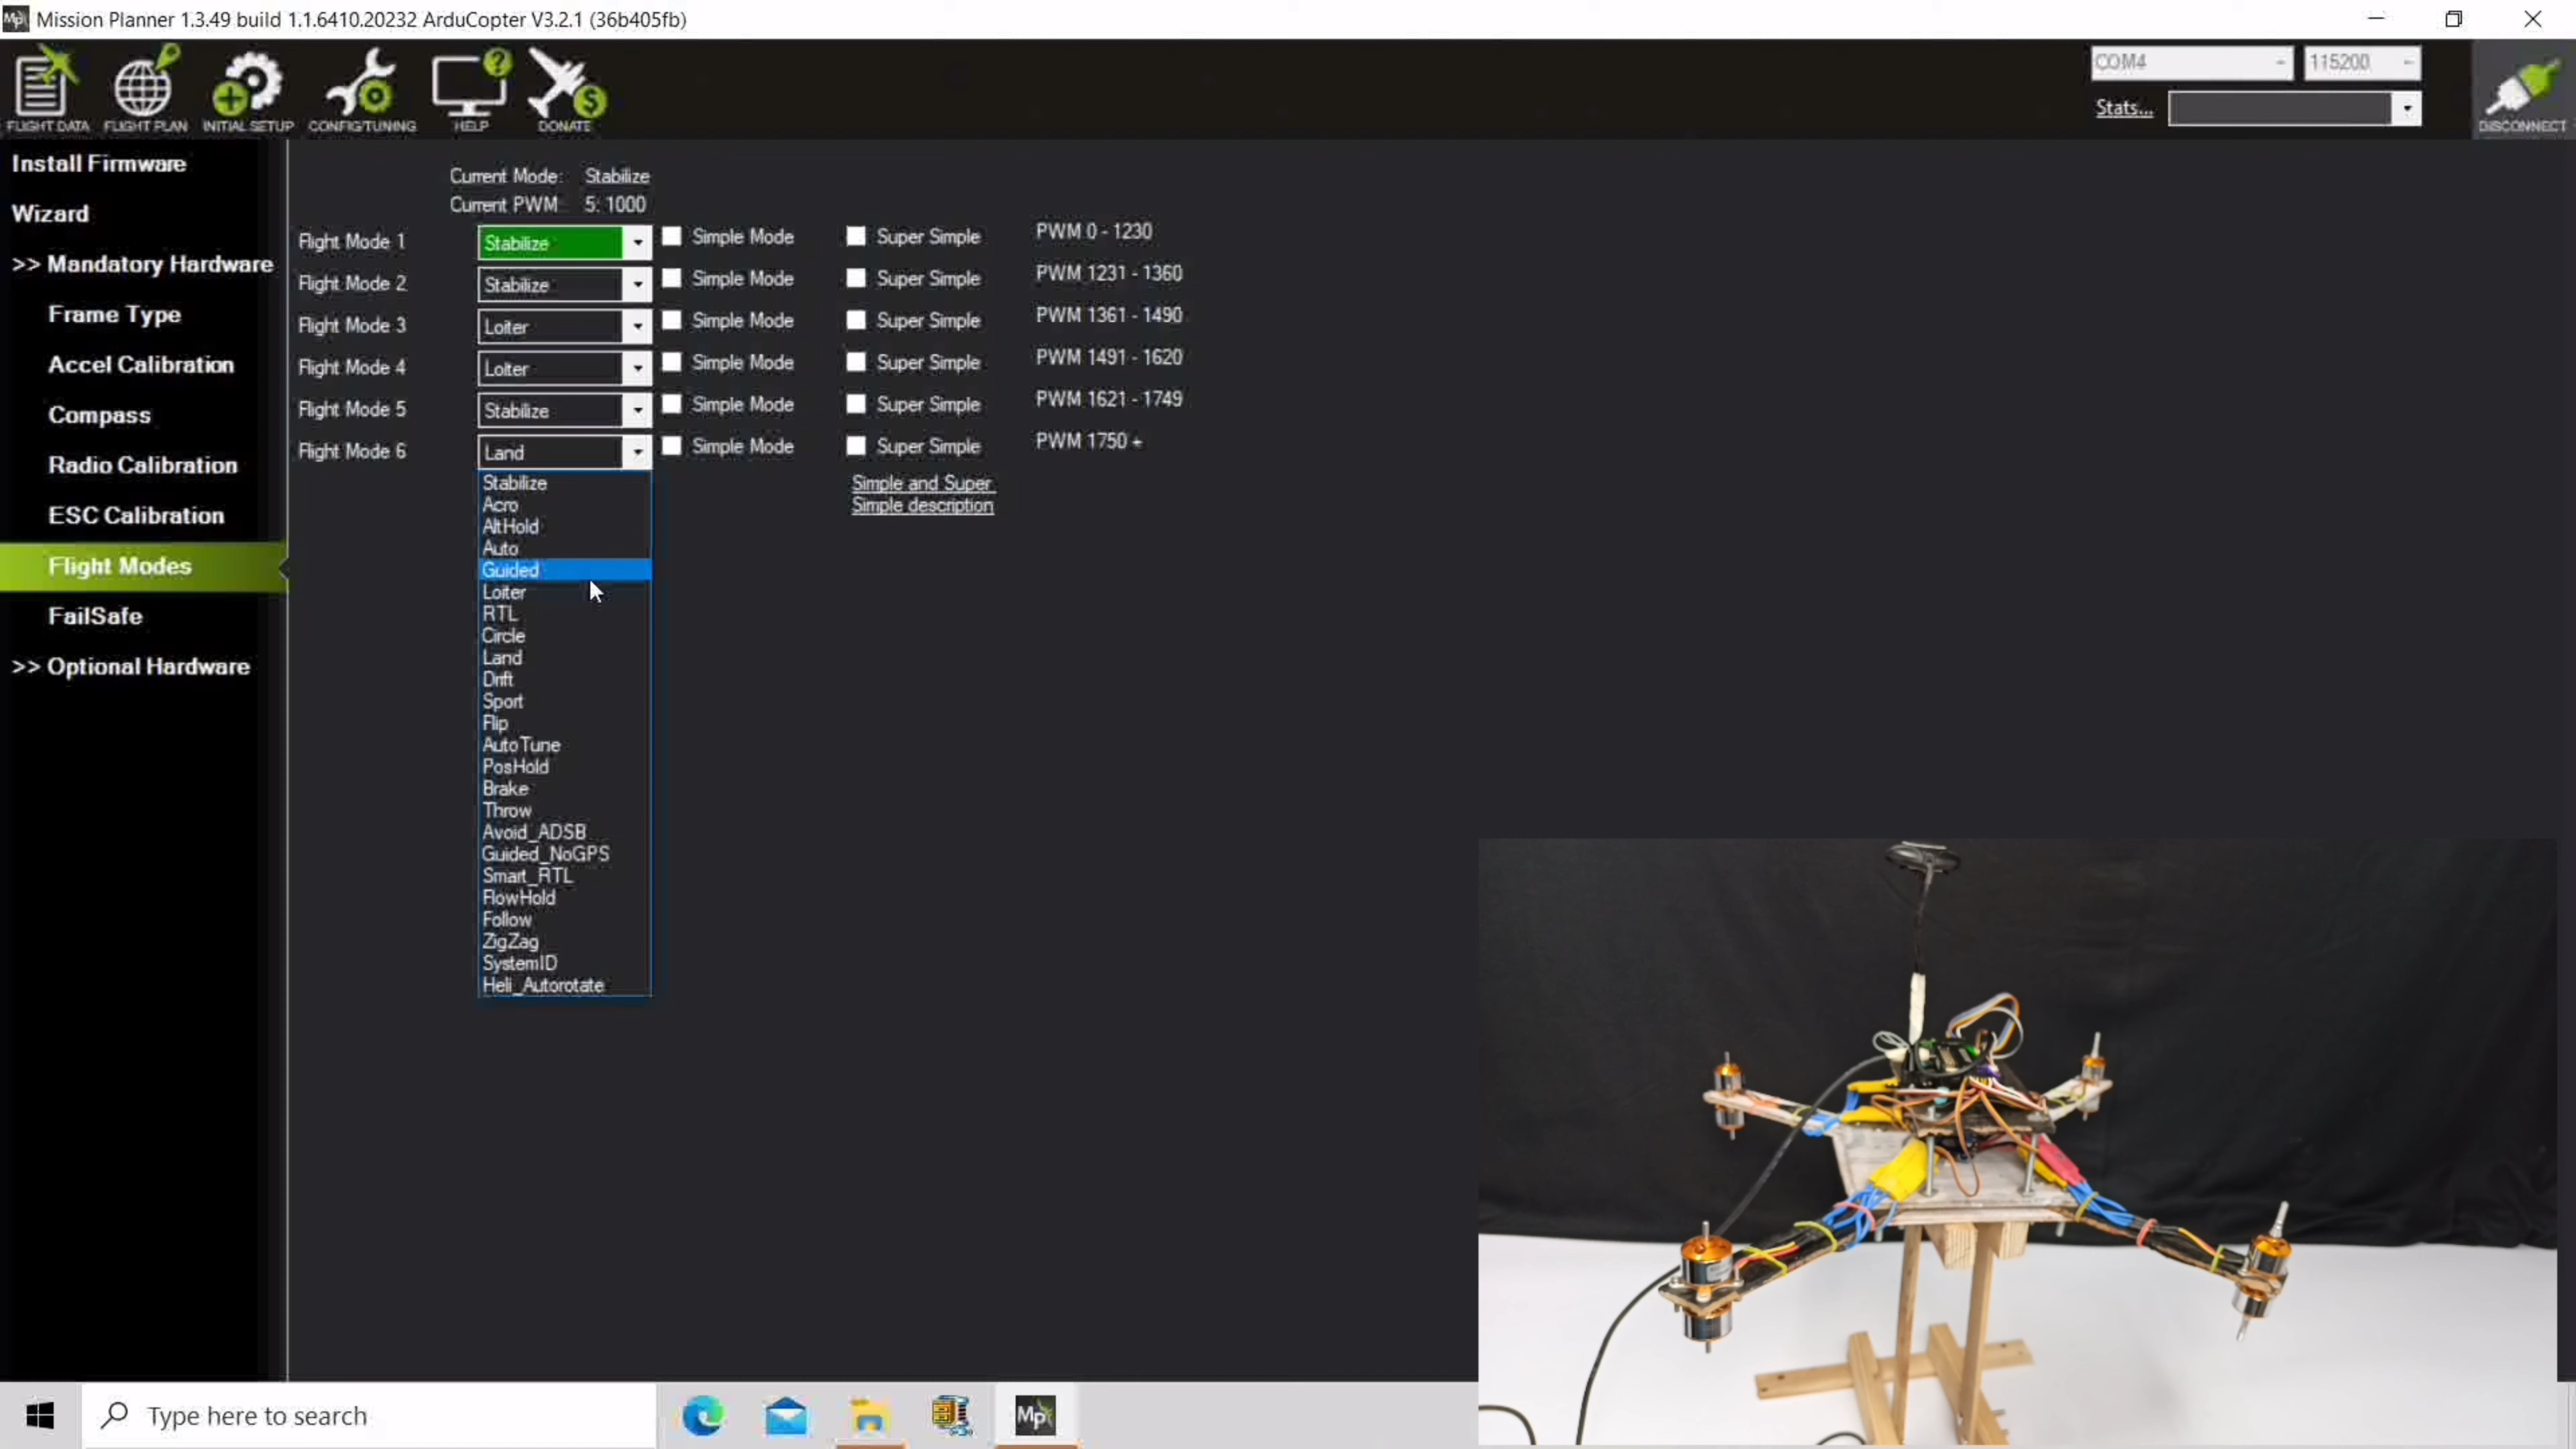 Mission Planner 1.3.49 build 1.1.6410.20232 ArduCopter V3.2.1 (36b405fb)
FLIGHT DATA FLIGHT PLAN INITIAL SETUP CONFIG/TUNING HELP DONATE
COM4 115200
Stats...
DISCONNECT
Install Firmware
Wizard
>> Mandatory Hardware
Frame Type
Accel Calibration
Compass
Radio Calibration
ESC Calibration
Flight Modes
FailSafe
>> Optional Hardware
Current Mode: Stabilize
Current PWM 5: 1000
Flight Mode 1 Stabilize Simple Mode Super Simple PWM 0 - 1230
Flight Mode 2 Stabilize Simple Mode Super Simple PWM 1231 - 1360
Flight Mode 3 Loiter Simple Mode Super Simple PWM 1361 - 1490
Flight Mode 4 Loiter Simple Mode Super Simple PWM 1491 - 1620
Flight Mode 5 Stabilize Simple Mode Super Simple PWM 1621 - 1749
Flight Mode 6 Land Simple Mode Super Simple PWM 1750 +
Simple and Super
Simple description
Stabilize
Acro
AltHold
Auto
Guided
Loiter
RTL
Circle
Land
Drift
Sport
Flip
AutoTune
PosHold
Brake
Throw
Avoid_ADSB
Guided_NoGPS
Smart_RTL
FlowHold
Follow
ZigZag
SystemID
Heli_Autorotate
Type here to search
Mp